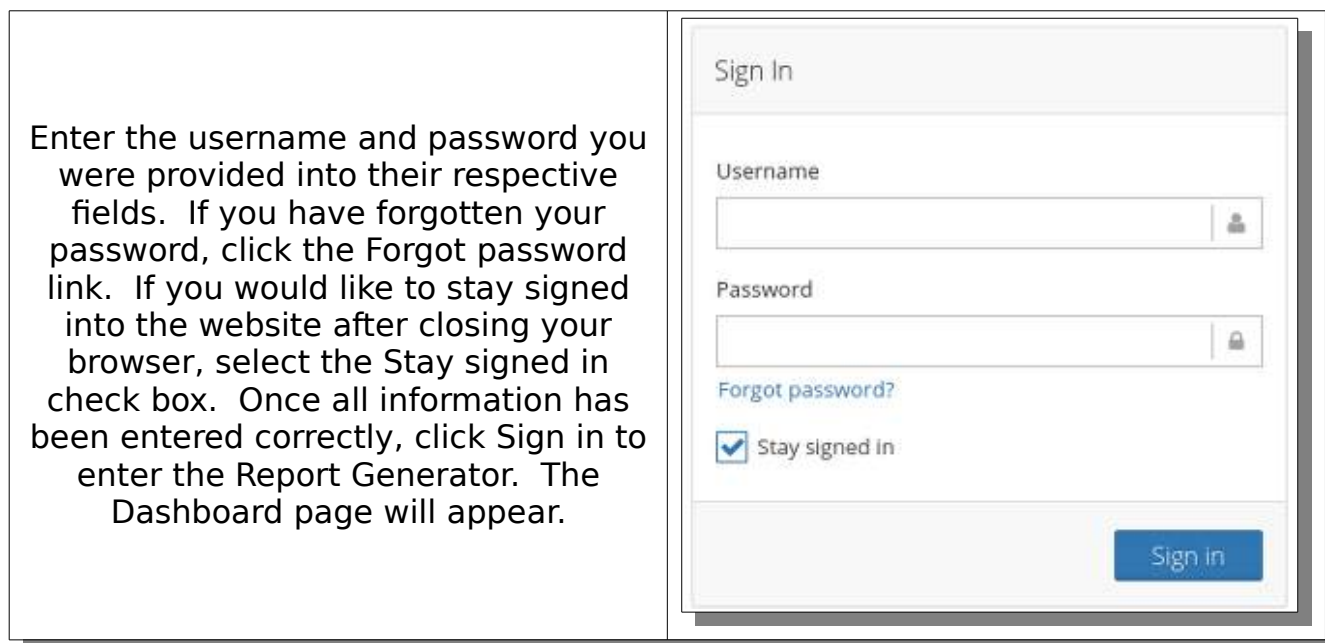 Enter the username and password you
were provided into their respective
fields.  If you have forgotten your
password, click the Forgot password
link.  If you would like to stay signed
into the website after closing your
browser, select the Stay signed in
check box.  Once all information has
been entered correctly, click Sign in to
enter the Report Generator.  The
Dashboard page will appear.
Sign In
Username
Password
Forgot password?
Stay signed in
Sign in